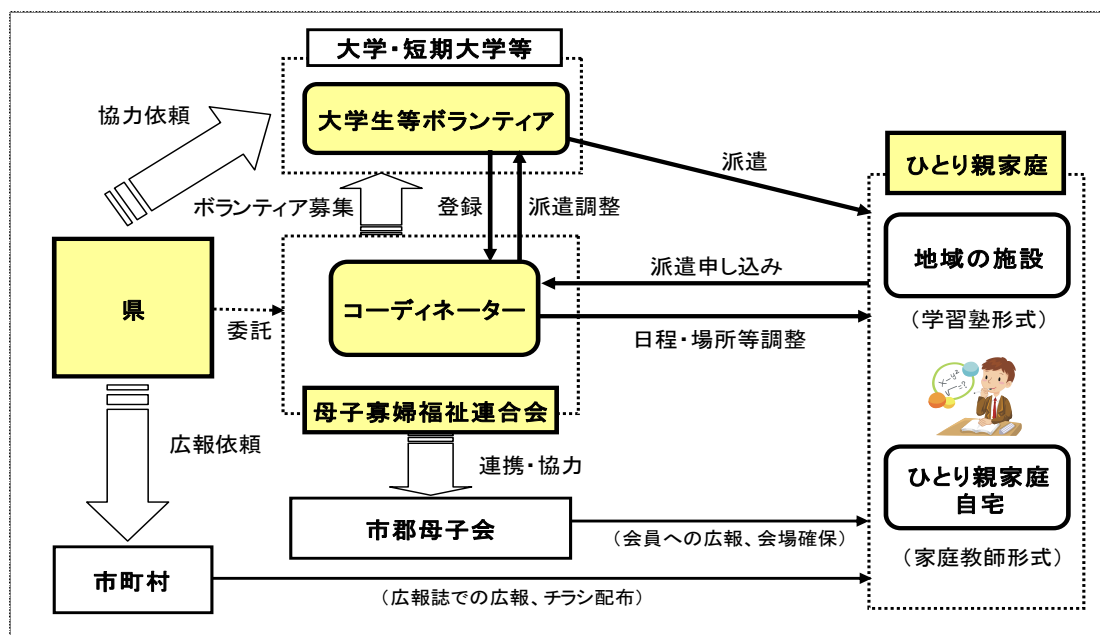 大学・短期大学等
大学生等ボランティア
協力依頼
派遣
ひとり親家庭
ボランティア募集
登録
派遣調整
地域の施設
(学習塾形式)
派遣申し込み
県
委託
コーディネーター
日程・場所等調整
x-y²
√=?
母子寡婦福祉連合会
広報依頼
連携・協力
ひとり親家庭
自宅
(家庭教師形式)
市郡母子会
(会員への広報、会場確保)
市町村
(広報誌での広報、チラシ配布)